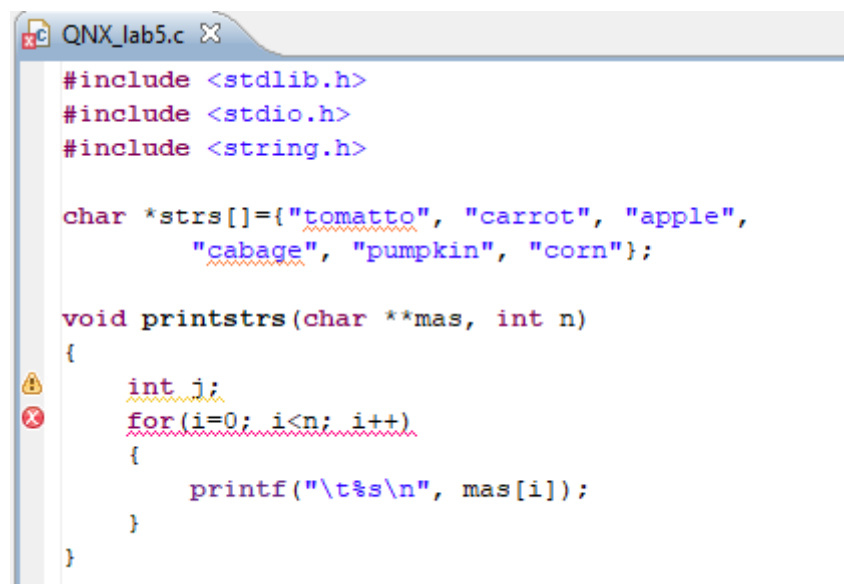 QNX_lab5.c
#include <stdlib.h>
#include <stdio.h>
#include <string.h>
char *strs[]={"tomatto", "carrot", "apple",
"cabage", "pumpkin", "corn"};
void printstrs(char **mas, int n)
{
int j;
for(i=0; i<n; i++)
{
printf("\t%s\n", mas[i]);
}
}